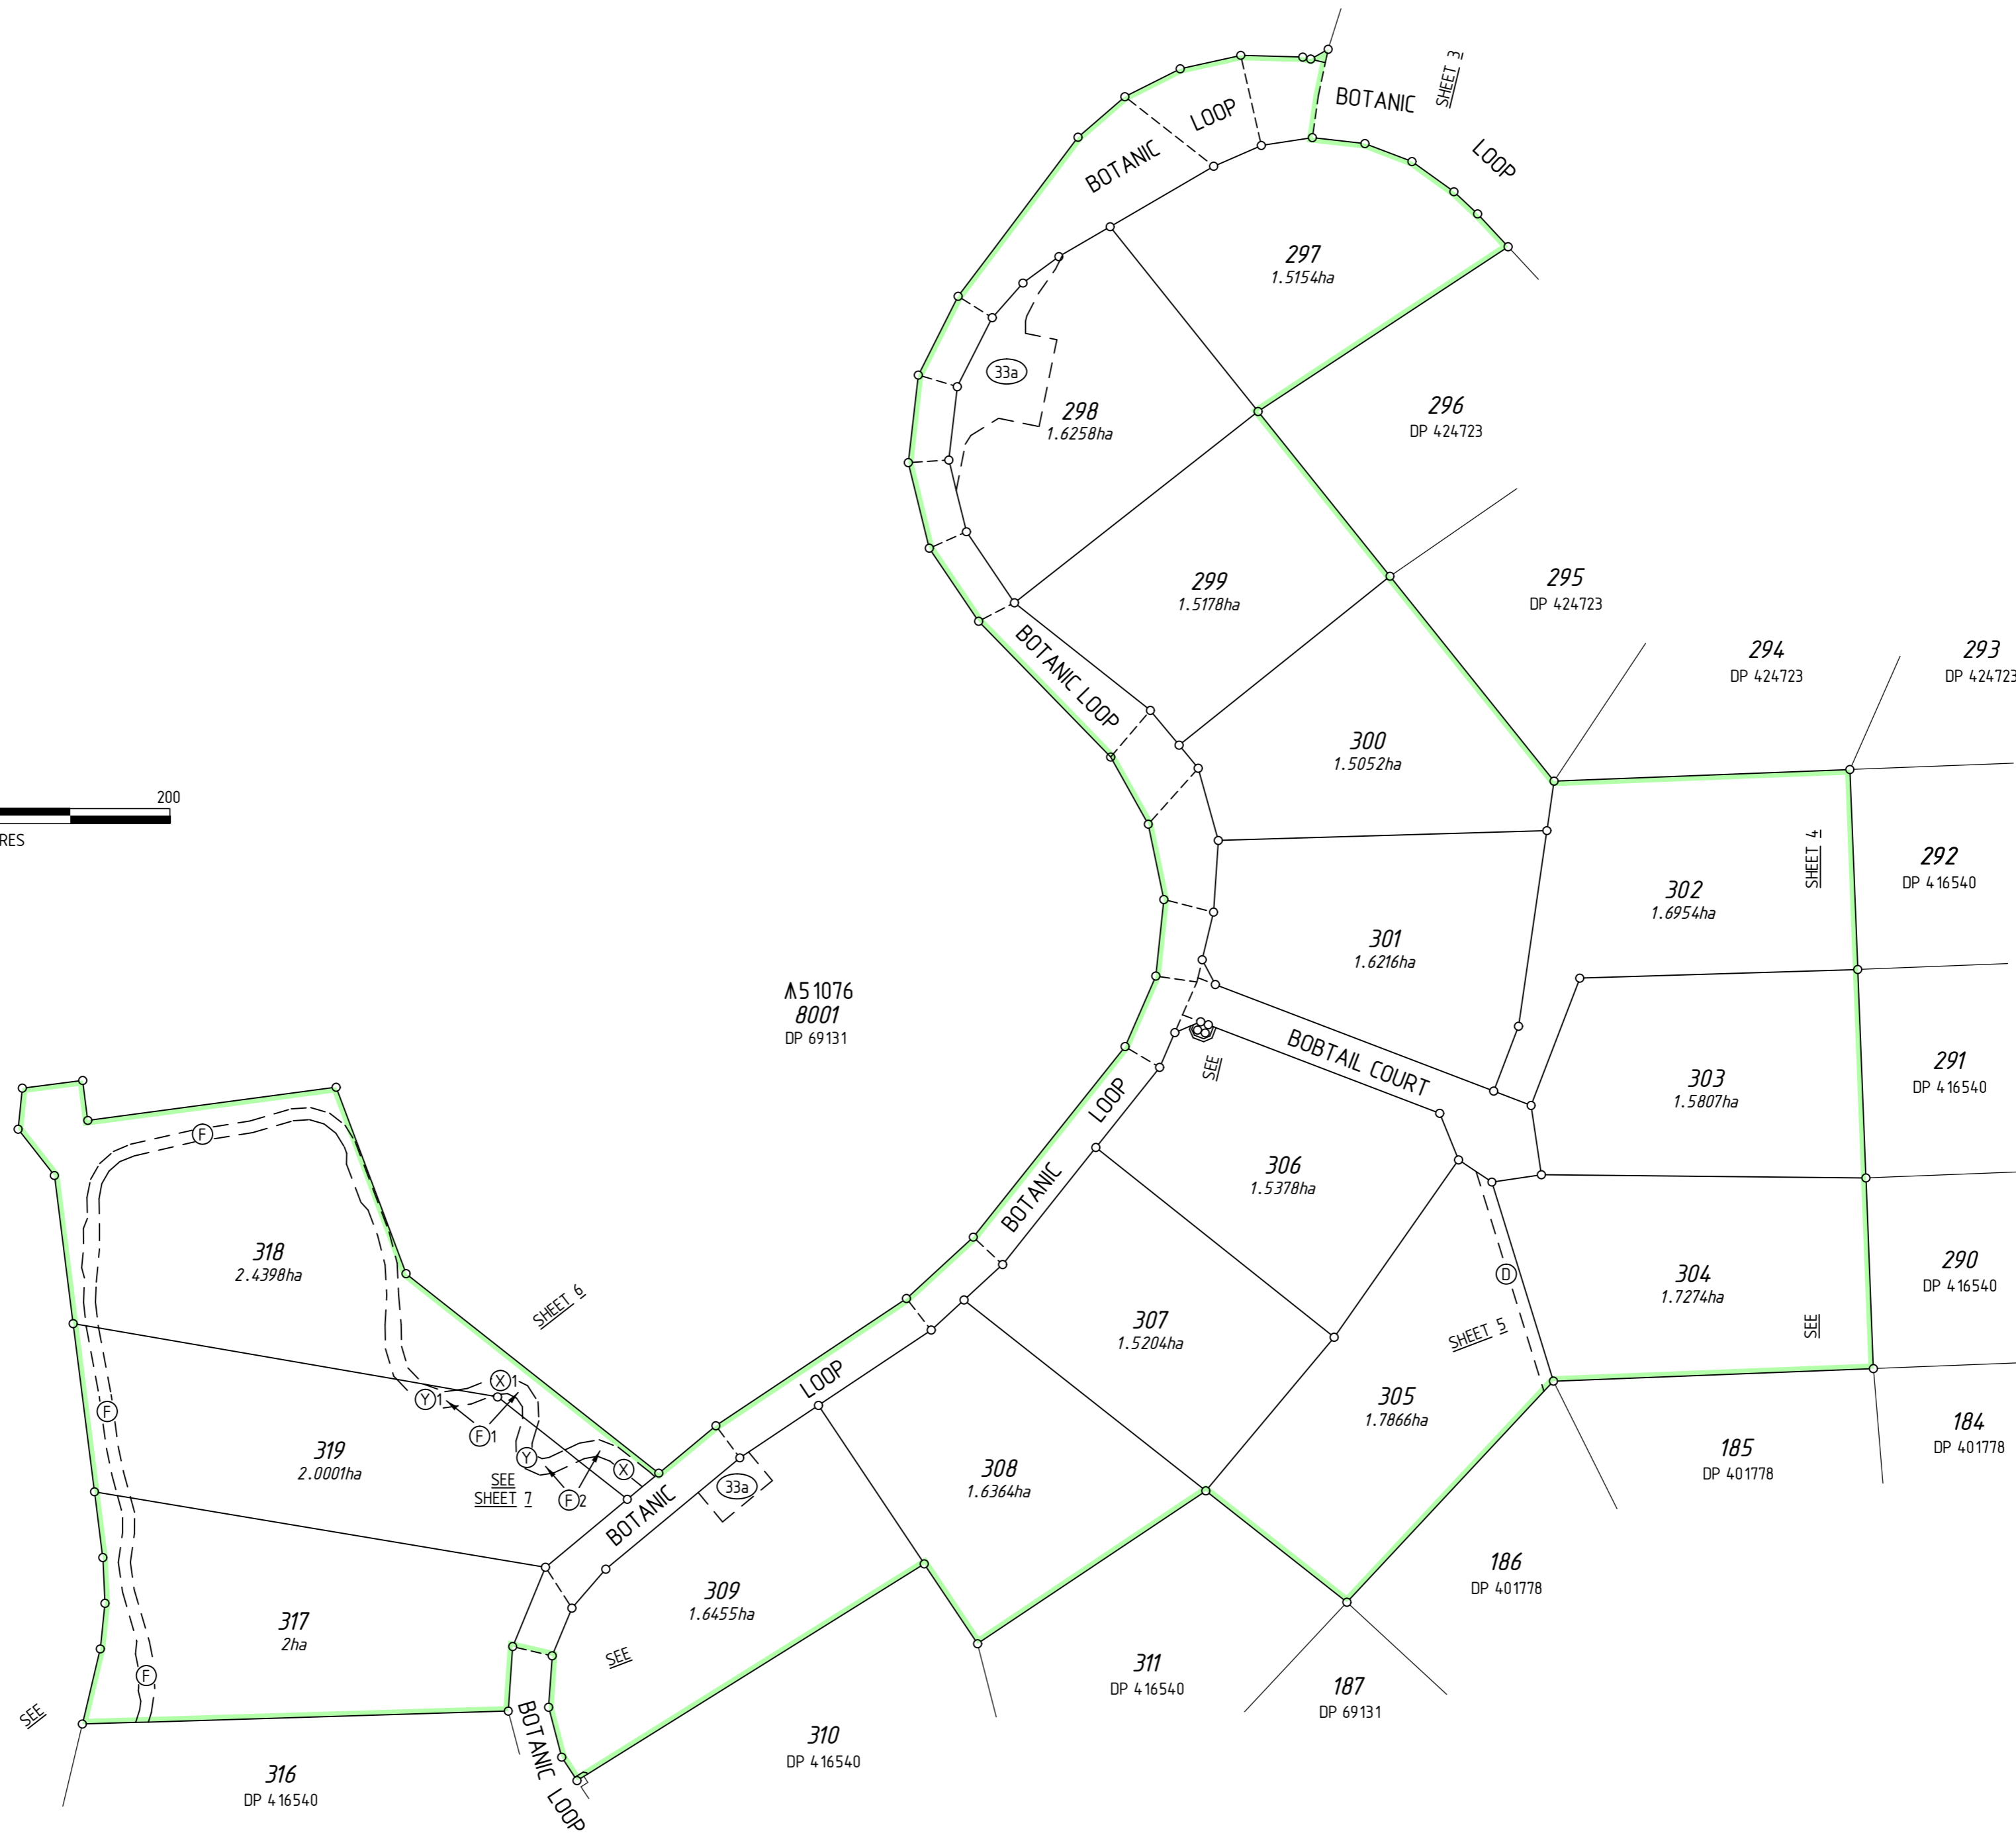 SHEET 3
BOTANIC
LOOP
LOOP
BOTANIC
297
1.5154ha
33a
298
1.6258ha
296
DP 424723
299
1.5178ha
295
DP 424723
BOTANIC LOOP
294
DP 424723
293
DP 424723
300
1.5052ha
200
RES
SHEET 4
292
DP 416540
302
1.6954ha
301
1.6216ha
51076
8001
DP 69131
BOBTAIL COURT
SEE
291
DP 416540
303
1.5807ha
LOOP
BOTANIC
306
1.5378ha
F
318
2.4398ha
SHEET 6
D
304
1.7274ha
290
DP 416540
307
1.5204ha
SHEET 5
SEE
X1
Y1
F
F1
LOOP
305
1.7866ha
184
DP 401778
319
2.0001ha
Y
X
SEE
SHEET 7
F2
33a
BOTANIC
308
1.6364ha
185
DP 401778
186
DP 401778
309
1.6455ha
317
2ha
SEE
F
SEE
311
DP 416540
187
DP 69131
BOTANIC LOOP
310
DP 416540
316
DP 416540